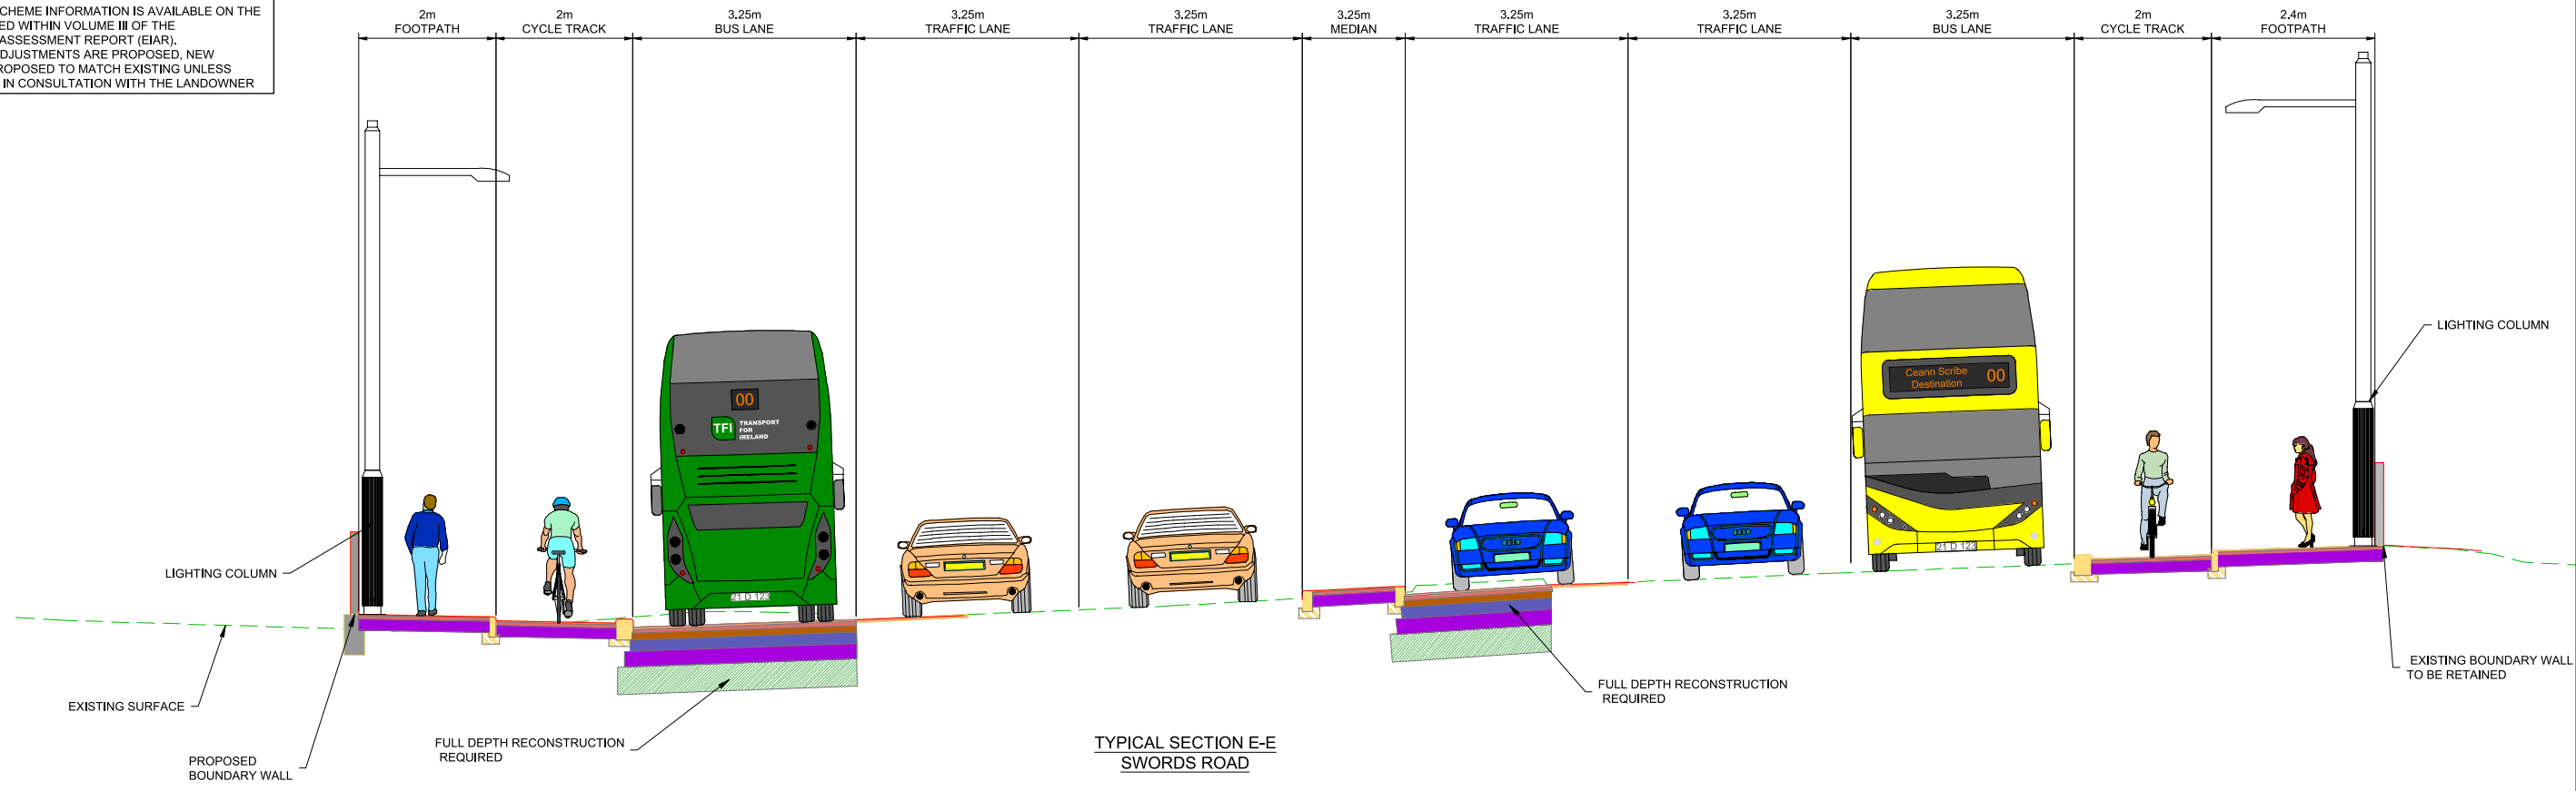 CHEME INFORMATION IS AVAILABLE ON THE
ED WITHIN VOLUME III OF THE
ASSESSMENT REPORT (EIAR).
DJUSTMENTS ARE PROPOSED, NEW
ROPOSED TO MATCH EXISTING UNLESS
IN CONSULTATION WITH THE LANDOWNER
2m
FOOTPATH
2m
CYCLE TRACK
3.25m
BUS LANE
3.25m
TRAFFIC LANE
3.25m
TRAFFIC LANE
3.25m
MEDIAN
3.25m
TRAFFIC LANE
3.25m
TRAFFIC LANE
3.25m
BUS LANE
2m
CYCLE TRACK
2.4m
FOOTPATH
00
TFI
TRANSPORT
FOR
IRELAND
21 D 123
Ceann Scríbe
Destination
00
21 D 123
LIGHTING COLUMN
LIGHTING COLUMN
EXISTING SURFACE
PROPOSED
BOUNDARY WALL
FULL DEPTH RECONSTRUCTION
REQUIRED
FULL DEPTH RECONSTRUCTION
REQUIRED
EXISTING BOUNDARY WALL
TO BE RETAINED
TYPICAL SECTION E-E
SWORDS ROAD